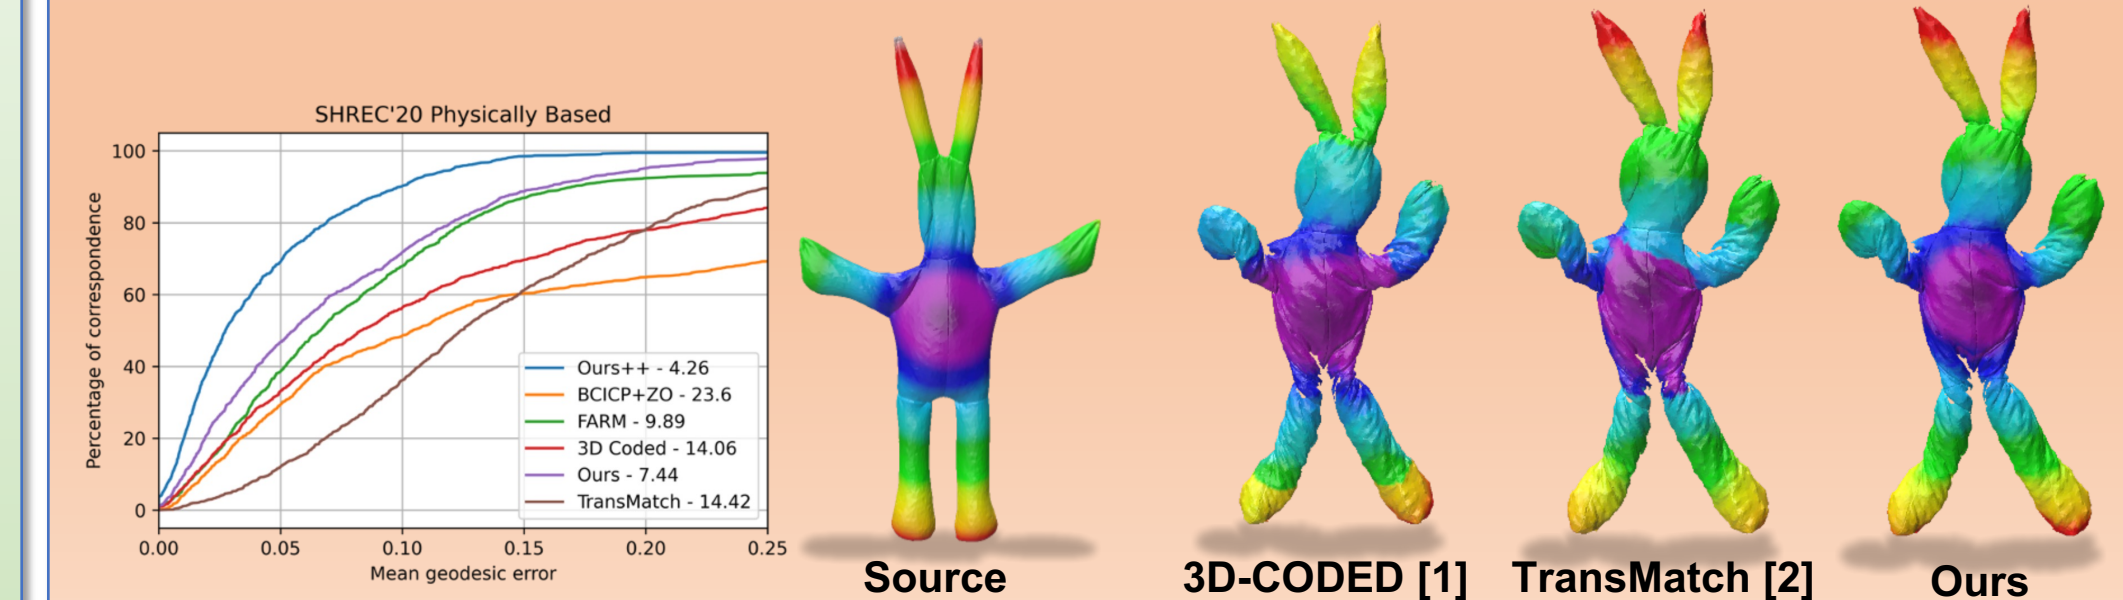 SHREC'20 Physically Based
Percentage of correspondence
100
80
60
40
20
0
Ours++ - 4.26
BCICP+ZO - 23.6
FARM - 9.89
3D Coded - 14.06
Ours - 7.44
TransMatch - 14.42
0.00 0.05 0.10 0.15 0.20 0.25
Mean geodesic error
Source
3D-CODED [1]
TransMatch [2]
Ours